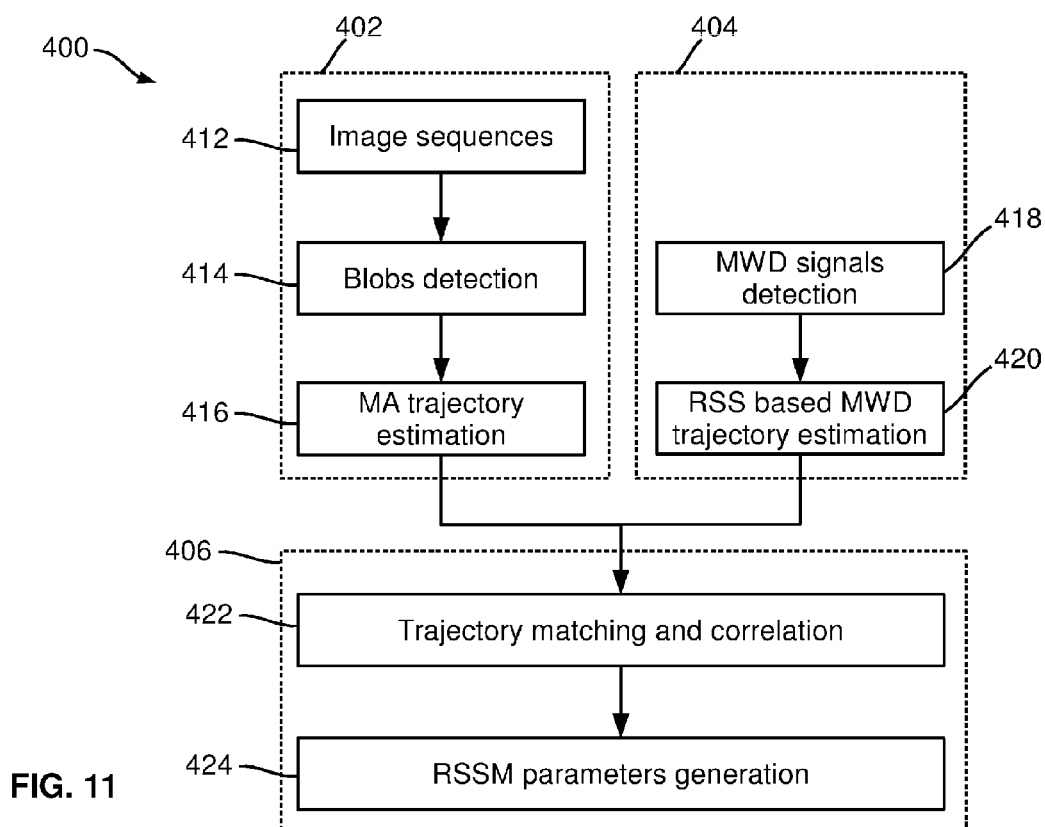 400
402
404
412
Image sequences
414
Blobs detection
416
MA trajectory
estimation
418
MWD signals
detection
420
RSS based MWD
trajectory estimation
406
422
Trajectory matching and correlation
424
RSSM parameters generation
FIG. 11